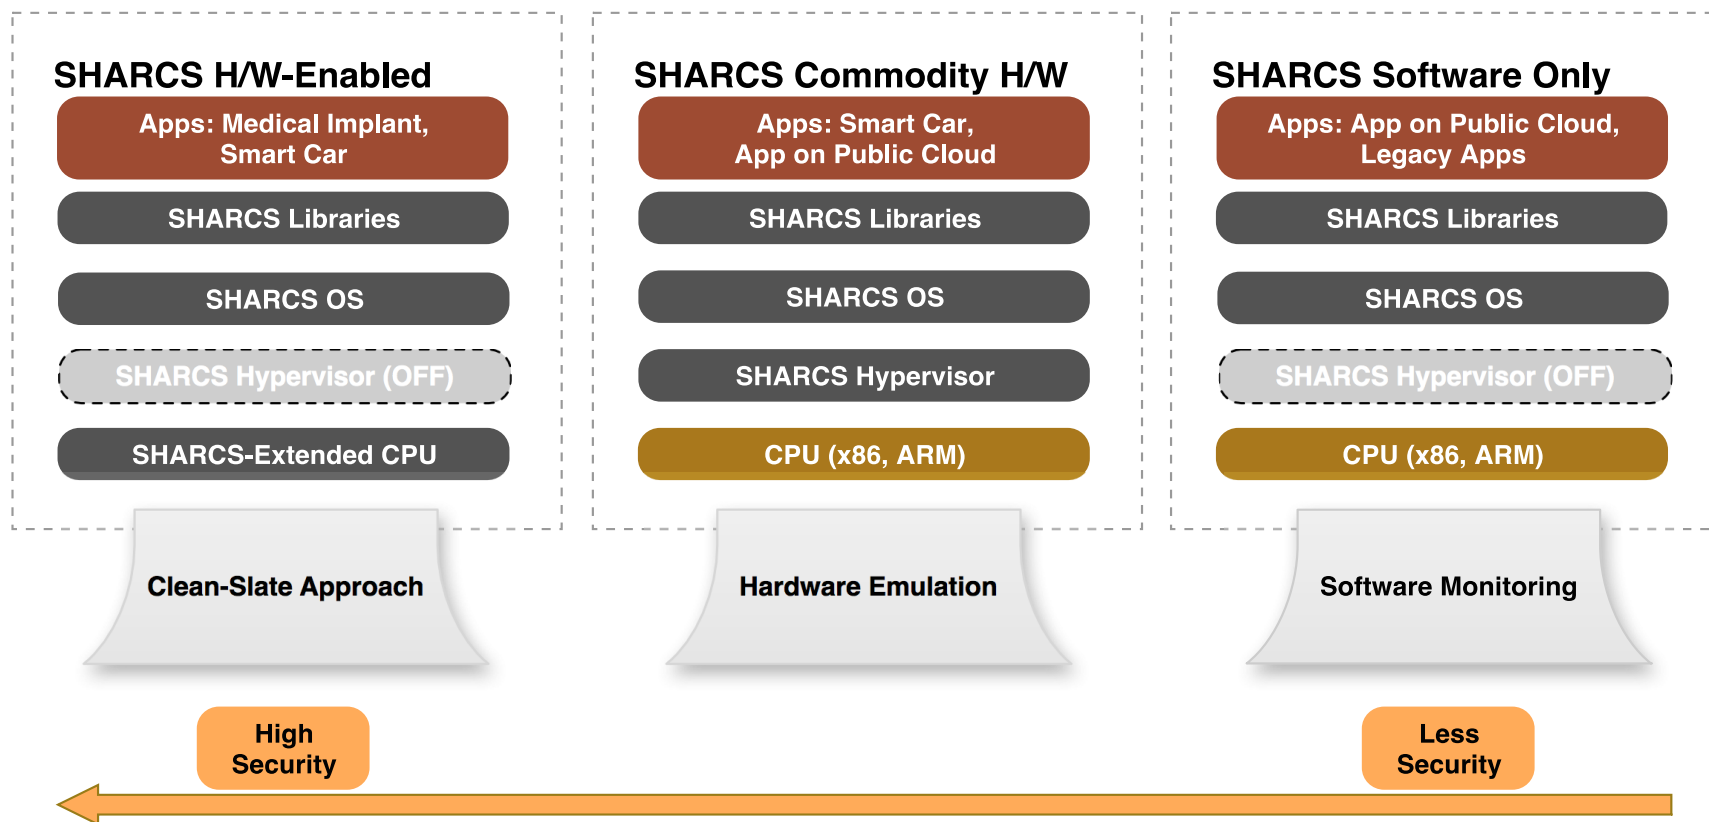 SHARCS H/W-Enabled
Apps: Medical Implant,
Smart Car
SHARCS Libraries
SHARCS OS
SHARCS Hypervisor (OFF)
SHARCS-Extended CPU
Clean-Slate Approach
High
Security
SHARCS Commodity H/W
Apps: Smart Car,
App on Public Cloud
SHARCS Libraries
SHARCS OS
SHARCS Hypervisor
CPU (x86, ARM)
Hardware Emulation
SHARCS Software Only
Apps: App on Public Cloud,
Legacy Apps
SHARCS Libraries
SHARCS OS
SHARCS Hypervisor (OFF)
CPU (x86, ARM)
Software Monitoring
Less
Security